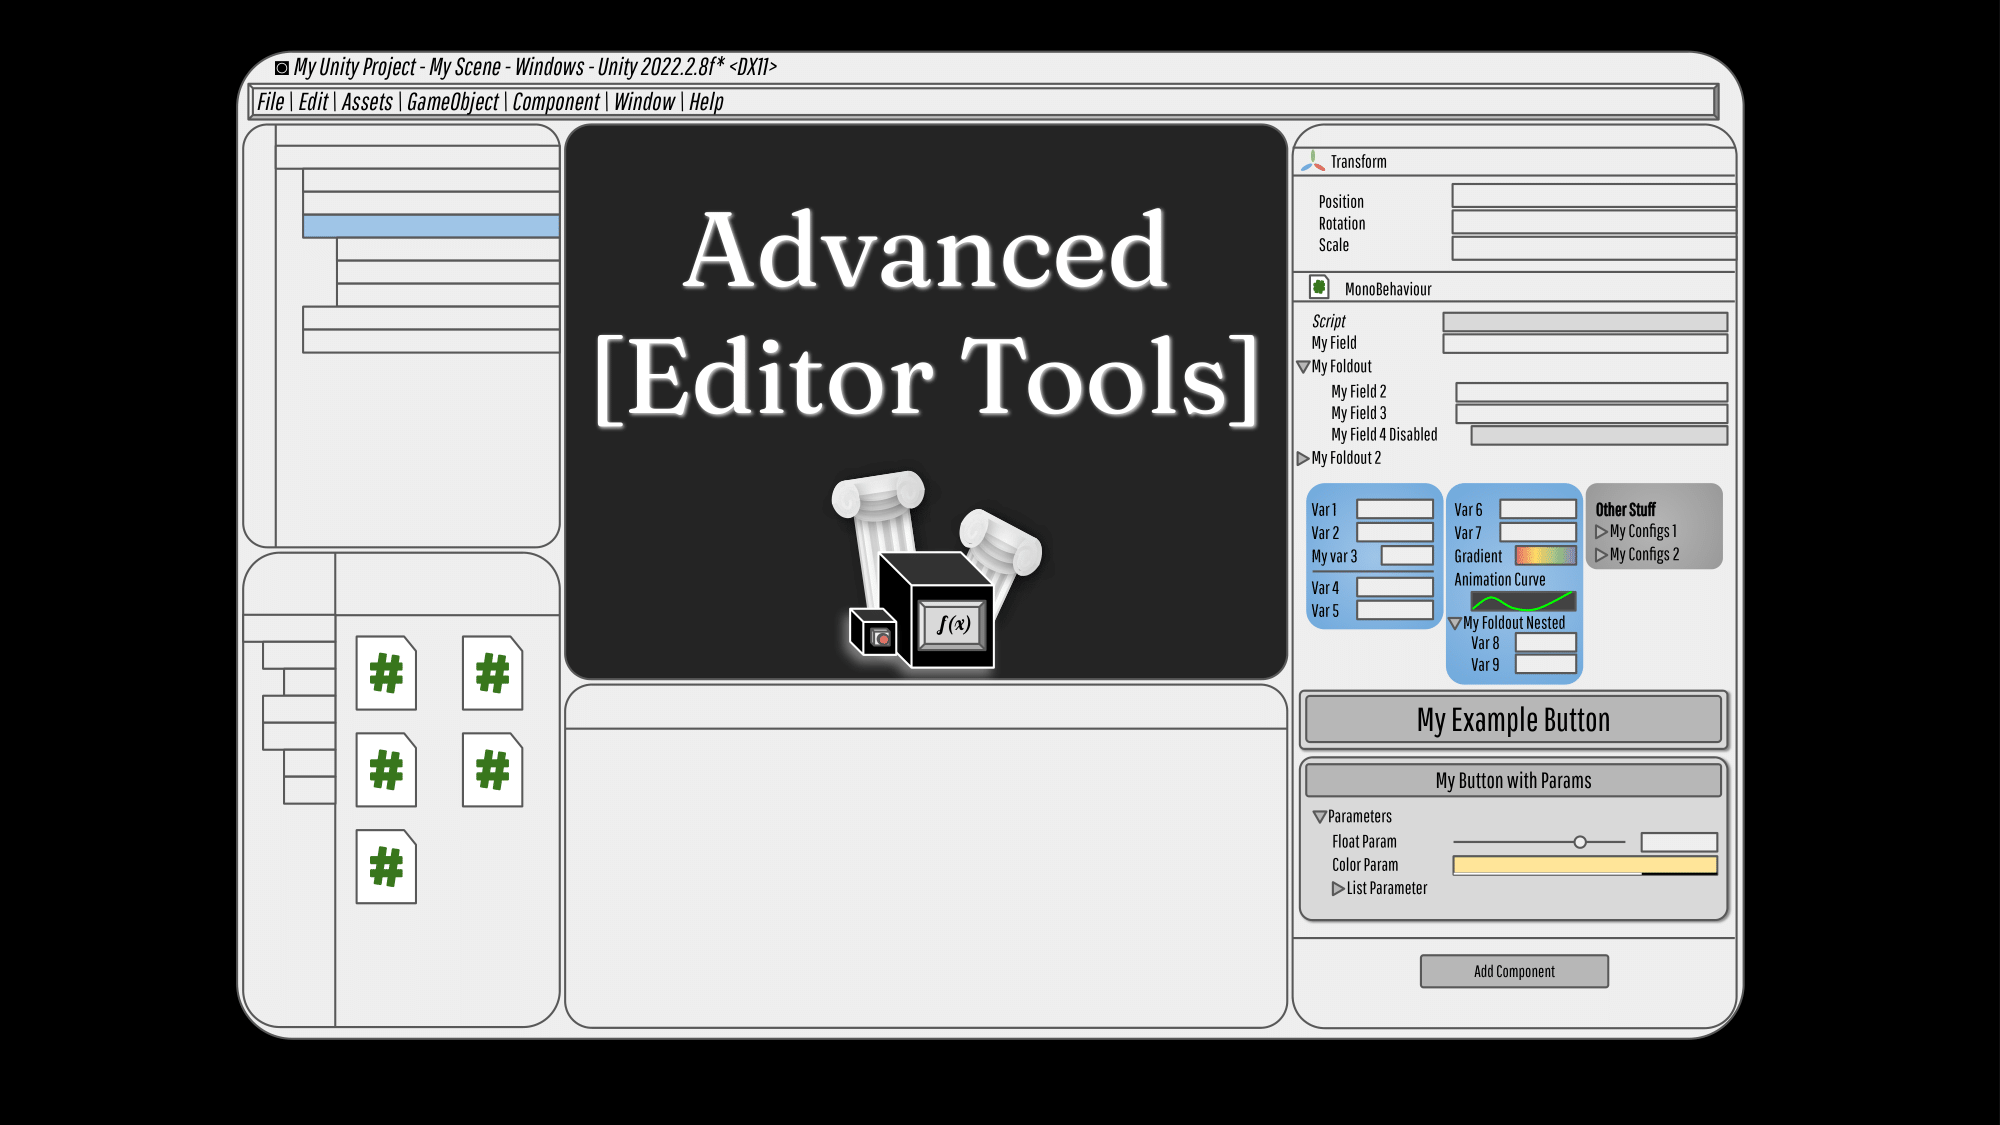 My Unity Project - My Scene - Windows - Unity 2022.2.8f* <DX11>
File | Edit | Assets | GameObject | Component | Window | Help
Advanced
[Editor Tools]
f(x)
Transform
Position
Rotation
Scale
MonoBehaviour
Script
My Field
My Foldout
My Field 2
My Field 3
My Field 4 Disabled
My Foldout 2
Var 1
Var 2
My var 3
Var 4
Var 5
Var 6
Var 7
Gradient
Animation Curve
My Foldout Nested
Var 8
Var 9
Other Stuff
My Configs 1
My Configs 2
My Example Button
My Button with Params
Parameters
Float Param
Color Param
List Parameter
Add Component